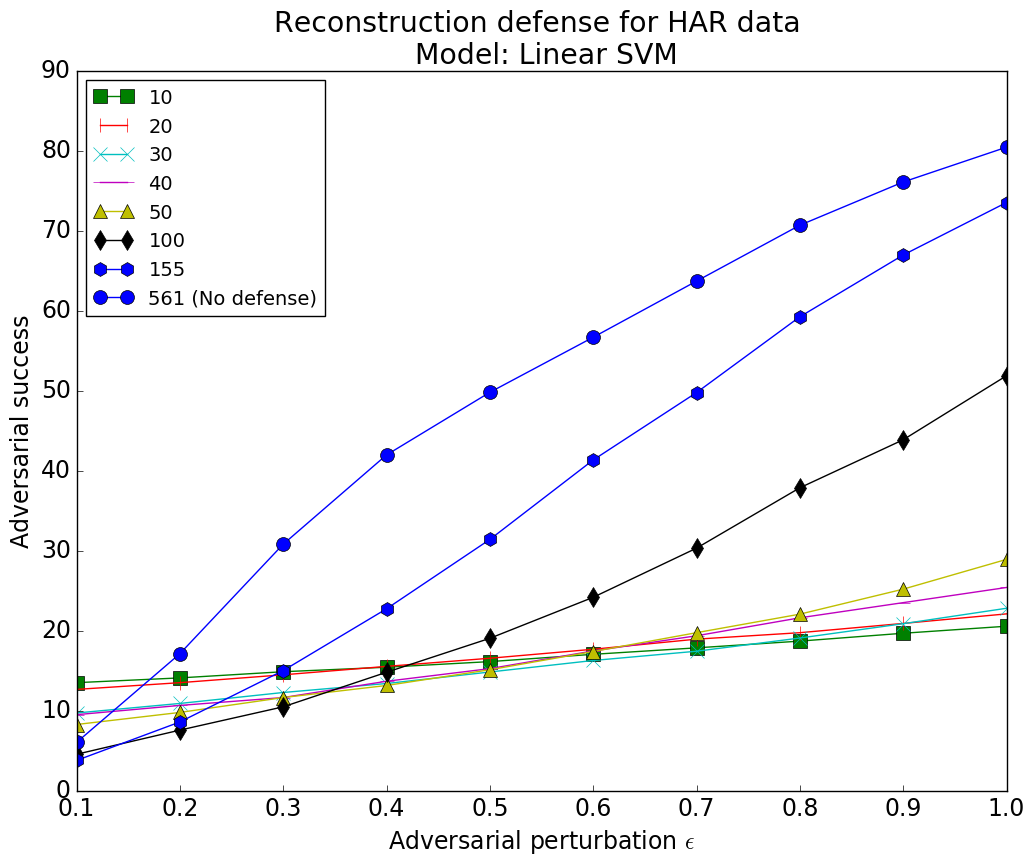 Reconstruction defense for HAR data
Model: Linear SVM
90
80
70
60
50
40
30
20
10
0
Adversarial success
10
20
30
40
50
100
155
561 (No defense)
0.1 0.2 0.3 0.4 0.5 0.6 0.7 0.8 0.9 1.0
Adversarial perturbation ϵ